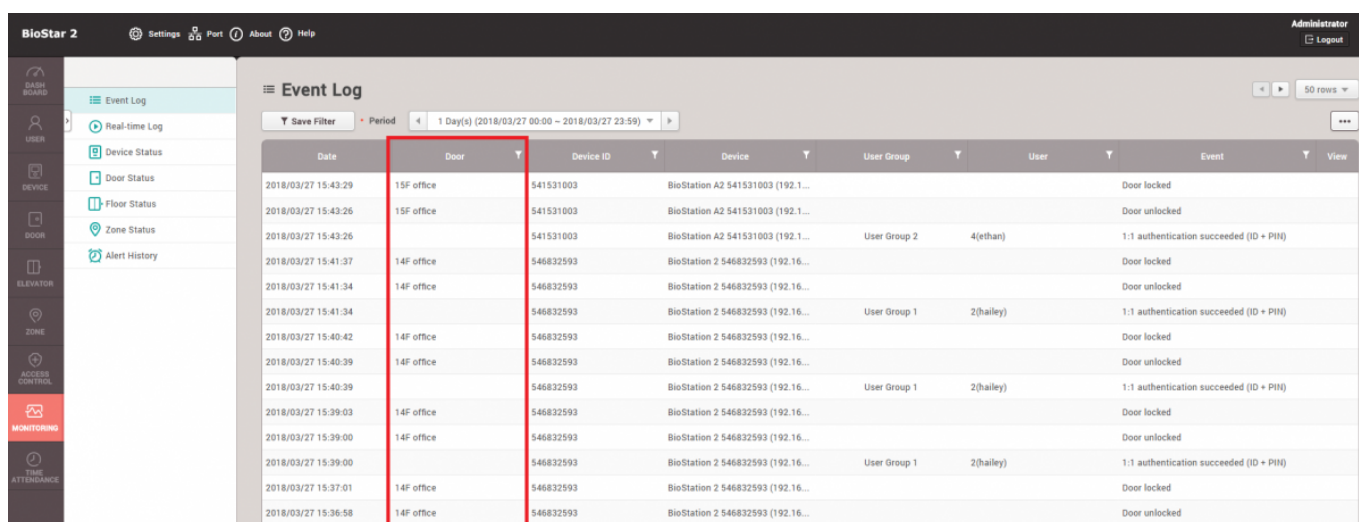 BioStar 2 Settings Port About Help Administrator
Logout
DASH
BOARD
USER
DEVICE
DOOR
ELEVATOR
ZONE
ACCESS
CONTROL
MONITORING
TIME
ATTENDANCE
Event Log
Real-time Log
Device Status
Door Status
Floor Status
Zone Status
Alert History
Event Log 50 rows
Save Filter • Period 1 Day(s) (2018/03/27 00:00 ~ 2018/03/27 23:59) •••
Date Door Device ID Device User Group User Event View
2018/03/27 15:43:29 15F office 541531003 BioStation A2 541531003 (192.1... Door locked
2018/03/27 15:43:26 15F office 541531003 BioStation A2 541531003 (192.1... Door unlocked
2018/03/27 15:43:26 541531003 BioStation A2 541531003 (192.1... User Group 2 4(ethan) 1:1 authentication succeeded (ID + PIN)
2018/03/27 15:41:37 14F office 546832593 BioStation 2 546832593 (192.16... Door locked
2018/03/27 15:41:34 14F office 546832593 BioStation 2 546832593 (192.16... Door unlocked
2018/03/27 15:41:34 546832593 BioStation 2 546832593 (192.16... User Group 1 2(hailey) 1:1 authentication succeeded (ID + PIN)
2018/03/27 15:40:42 14F office 546832593 BioStation 2 546832593 (192.16... Door locked
2018/03/27 15:40:39 14F office 546832593 BioStation 2 546832593 (192.16... Door unlocked
2018/03/27 15:40:39 546832593 BioStation 2 546832593 (192.16... User Group 1 2(hailey) 1:1 authentication succeeded (ID + PIN)
2018/03/27 15:39:03 14F office 546832593 BioStation 2 546832593 (192.16... Door locked
2018/03/27 15:39:00 14F office 546832593 BioStation 2 546832593 (192.16... Door unlocked
2018/03/27 15:39:00 546832593 BioStation 2 546832593 (192.16... User Group 1 2(hailey) 1:1 authentication succeeded (ID + PIN)
2018/03/27 15:37:01 14F office 546832593 BioStation 2 546832593 (192.16... Door locked
2018/03/27 15:36:58 14F office 546832593 BioStation 2 546832593 (192.16... Door unlocked